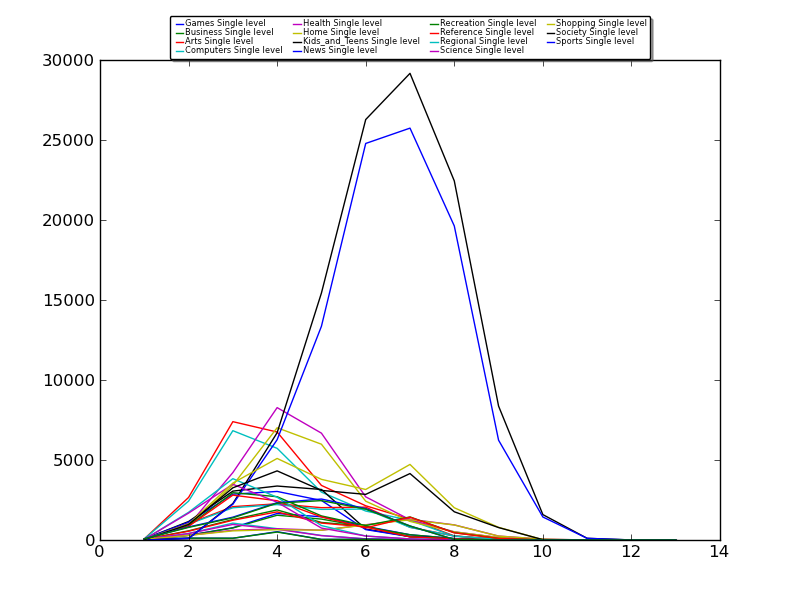 Games Single level
Business Single level
Arts Single level
Computers Single level
Health Single level
Home Single level
Kids_and_Teens Single level
News Single level
Recreation Single level
Reference Single level
Regional Single level
Science Single level
Shopping Single level
Society Single level
Sports Single level
30000
25000
20000
15000
10000
5000
0
0 2 4 6 8 10 12 14